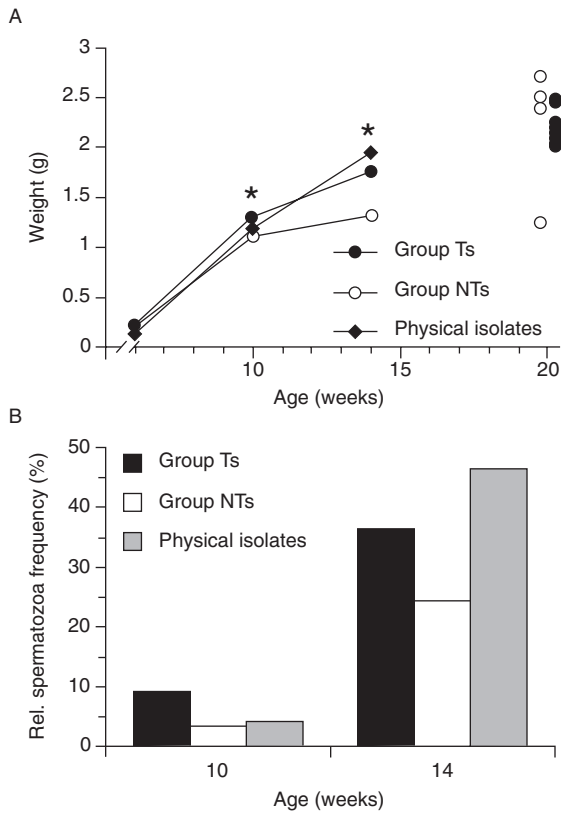 A
3
2.5
2
1.5
1
0.5
0
Weight (g)
*
*
Group Ts
Group NTs
Physical isolates
10
15
20
Age (weeks)
B
50
40
30
20
10
0
Rel. spermatozoa frequency (%)
Group Ts
Group NTs
Physical isolates
10
14
Age (weeks)